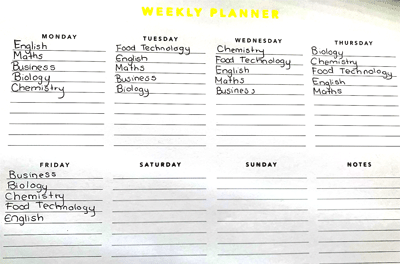 WEEKLY PLANNER
MONDAY
English
Maths
Business
Biology
Chemistry
TUESDAY
Food Technology
English
Maths
Business
Biology
WEDNESDAY
Chemistry
Food Technology
English
Maths
Business
THURSDAY
Biology
Chemistry
Food Technology
English
Maths
FRIDAY
Business
Biology
Chemistry
Food Technology
English
SATURDAY
SUNDAY
NOTES